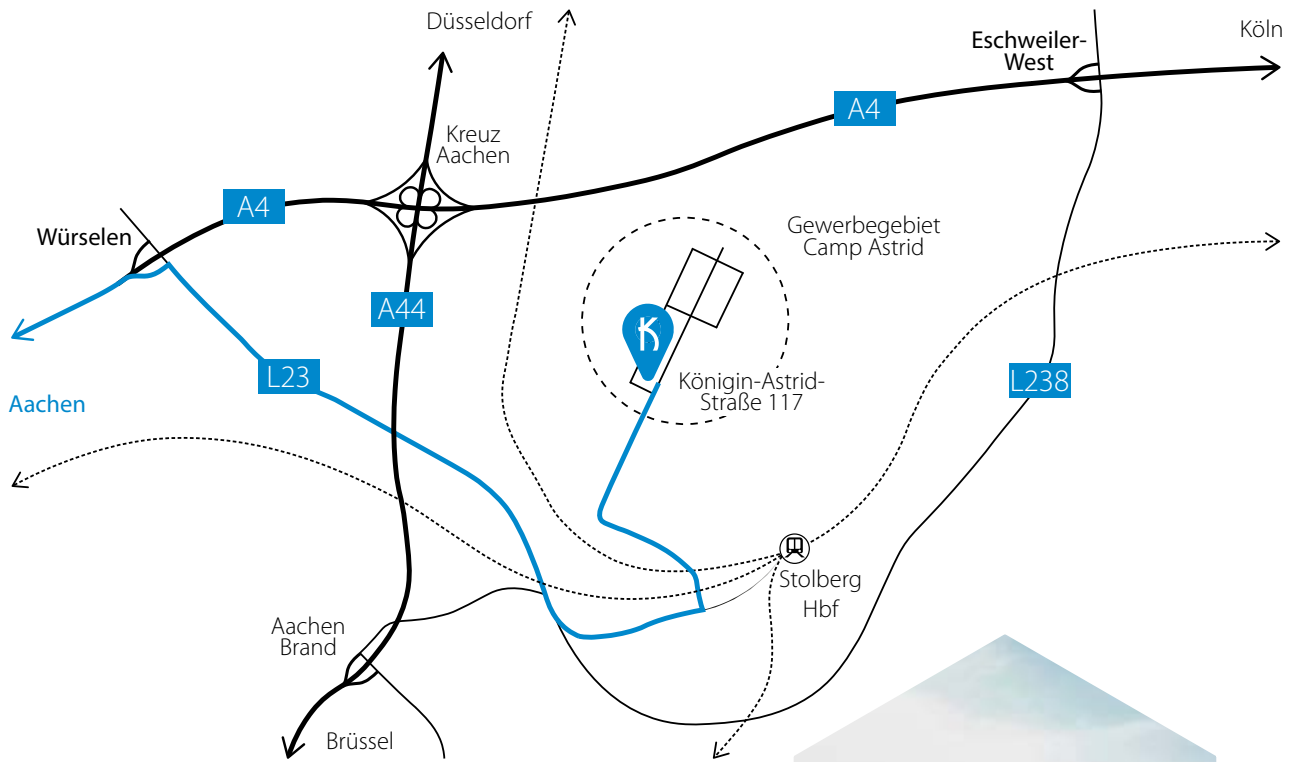 Düsseldorf
Eschweiler-
West
Köln
A4
Kreuz
Aachen
A4
Gewerbegebiet
Camp Astrid
Würselen
A44
L23
Königin-Astrid-
Straße 117
L238
Aachen
Stolberg
Hbf
Aachen
Brand
Brüssel